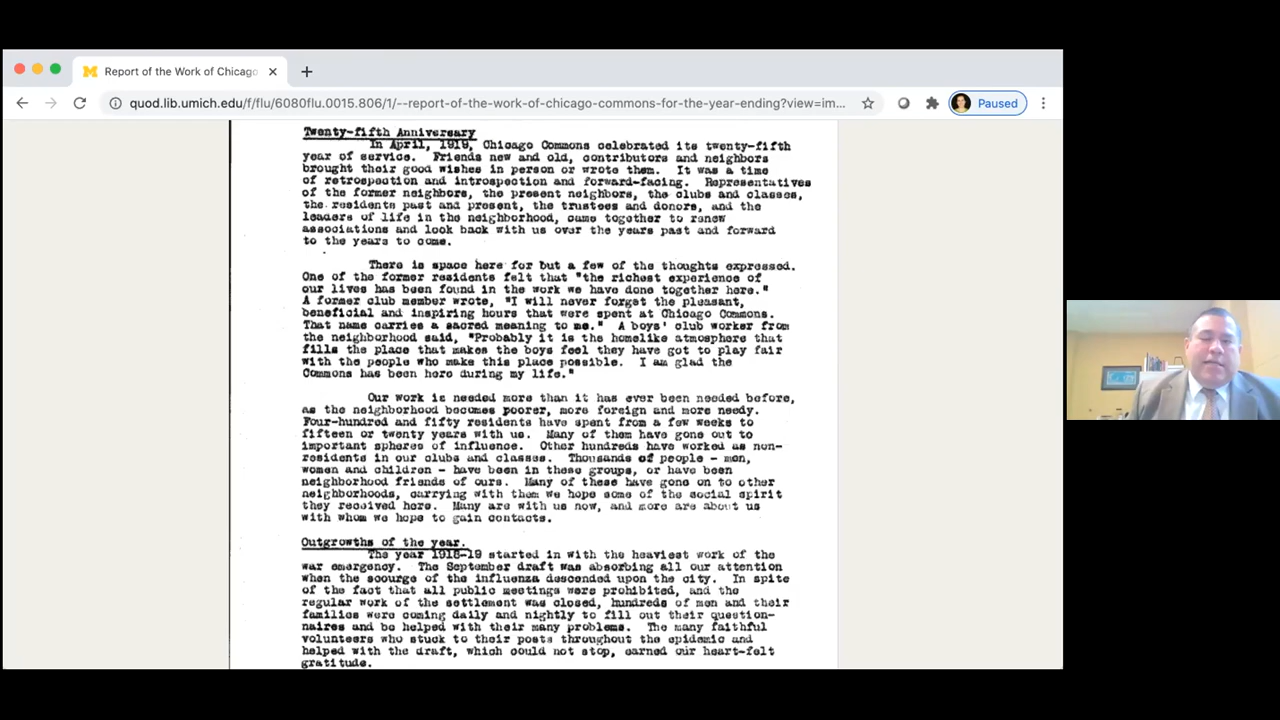 Report of the Work of Chicago
quod.lib.umich.edu/f/flu/6080flu.0015.806/1/--report-of-the-work-of-chicago-commons-for-the-year-ending?view=im...
Paused
Twenty-fifth Anniversary
In April, 1919, Chicago Commons celebrated its twenty-fifth
year of service. Friends new and old, contributors and neighbors
brought their good wishes in person or wrote them. It was a time
of retrospection and introspection and forward-facing. Representatives
of the former neighbors, the present neighbors, the clubs and classes,
the residents past and present, the trustees and donors, and the
leaders of life in the neighborhood, came together to renew
associations and look back with us over the years past and forward
to the years to come.
There is space here for but a few of the thoughts expressed.
One of the former residents felt that "the richest experience of
our lives has been found in the work we have done together here."
A former club member wrote, "I will never forget the pleasant,
beneficial and inspiring hours that were spent at Chicago Commons.
That name carries a sacred meaning to me." A boys' club worker from
the neighborhood said, "Probably it is the homelike atmosphere that
fills the place that makes the boys feel they have got to play fair
with the people who make this place possible. I am glad the
Commons has been here during my life."
Our work is needed more than it has ever been needed before,
as the neighborhood becomes poorer, more foreign and more needy.
Four-hundred and fifty residents have spent from a few weeks to
fifteen or twenty years with us. Many of them have gone out to
important spheres of influence. Other hundreds have worked as non-
residents in our clubs and classes. Thousands of people - men,
women and children - have been in these groups, or have been
neighborhood friends of ours. Many of these have gone on to other
neighborhoods, carrying with them we hope some of the social spirit
they received here. Many are with us now, and more are about us
with whom we hope to gain contacts.
Outgrowths of the year.
The year 1918-19 started in with the heaviest work of the
war emergency. The September draft was absorbing all our attention
when the scourge of the influenza descended upon the city. In spite
of the fact that all public meetings were prohibited, and the
regular work of the settlement was closed, hundreds of men and their
families were coming daily and nightly to fill out their question-
naires and be helped with their many problems. The many faithful
volunteers who stuck to their posts throughout the epidemic and
helped with the draft, which could not stop, earned our heart-felt
gratitude.